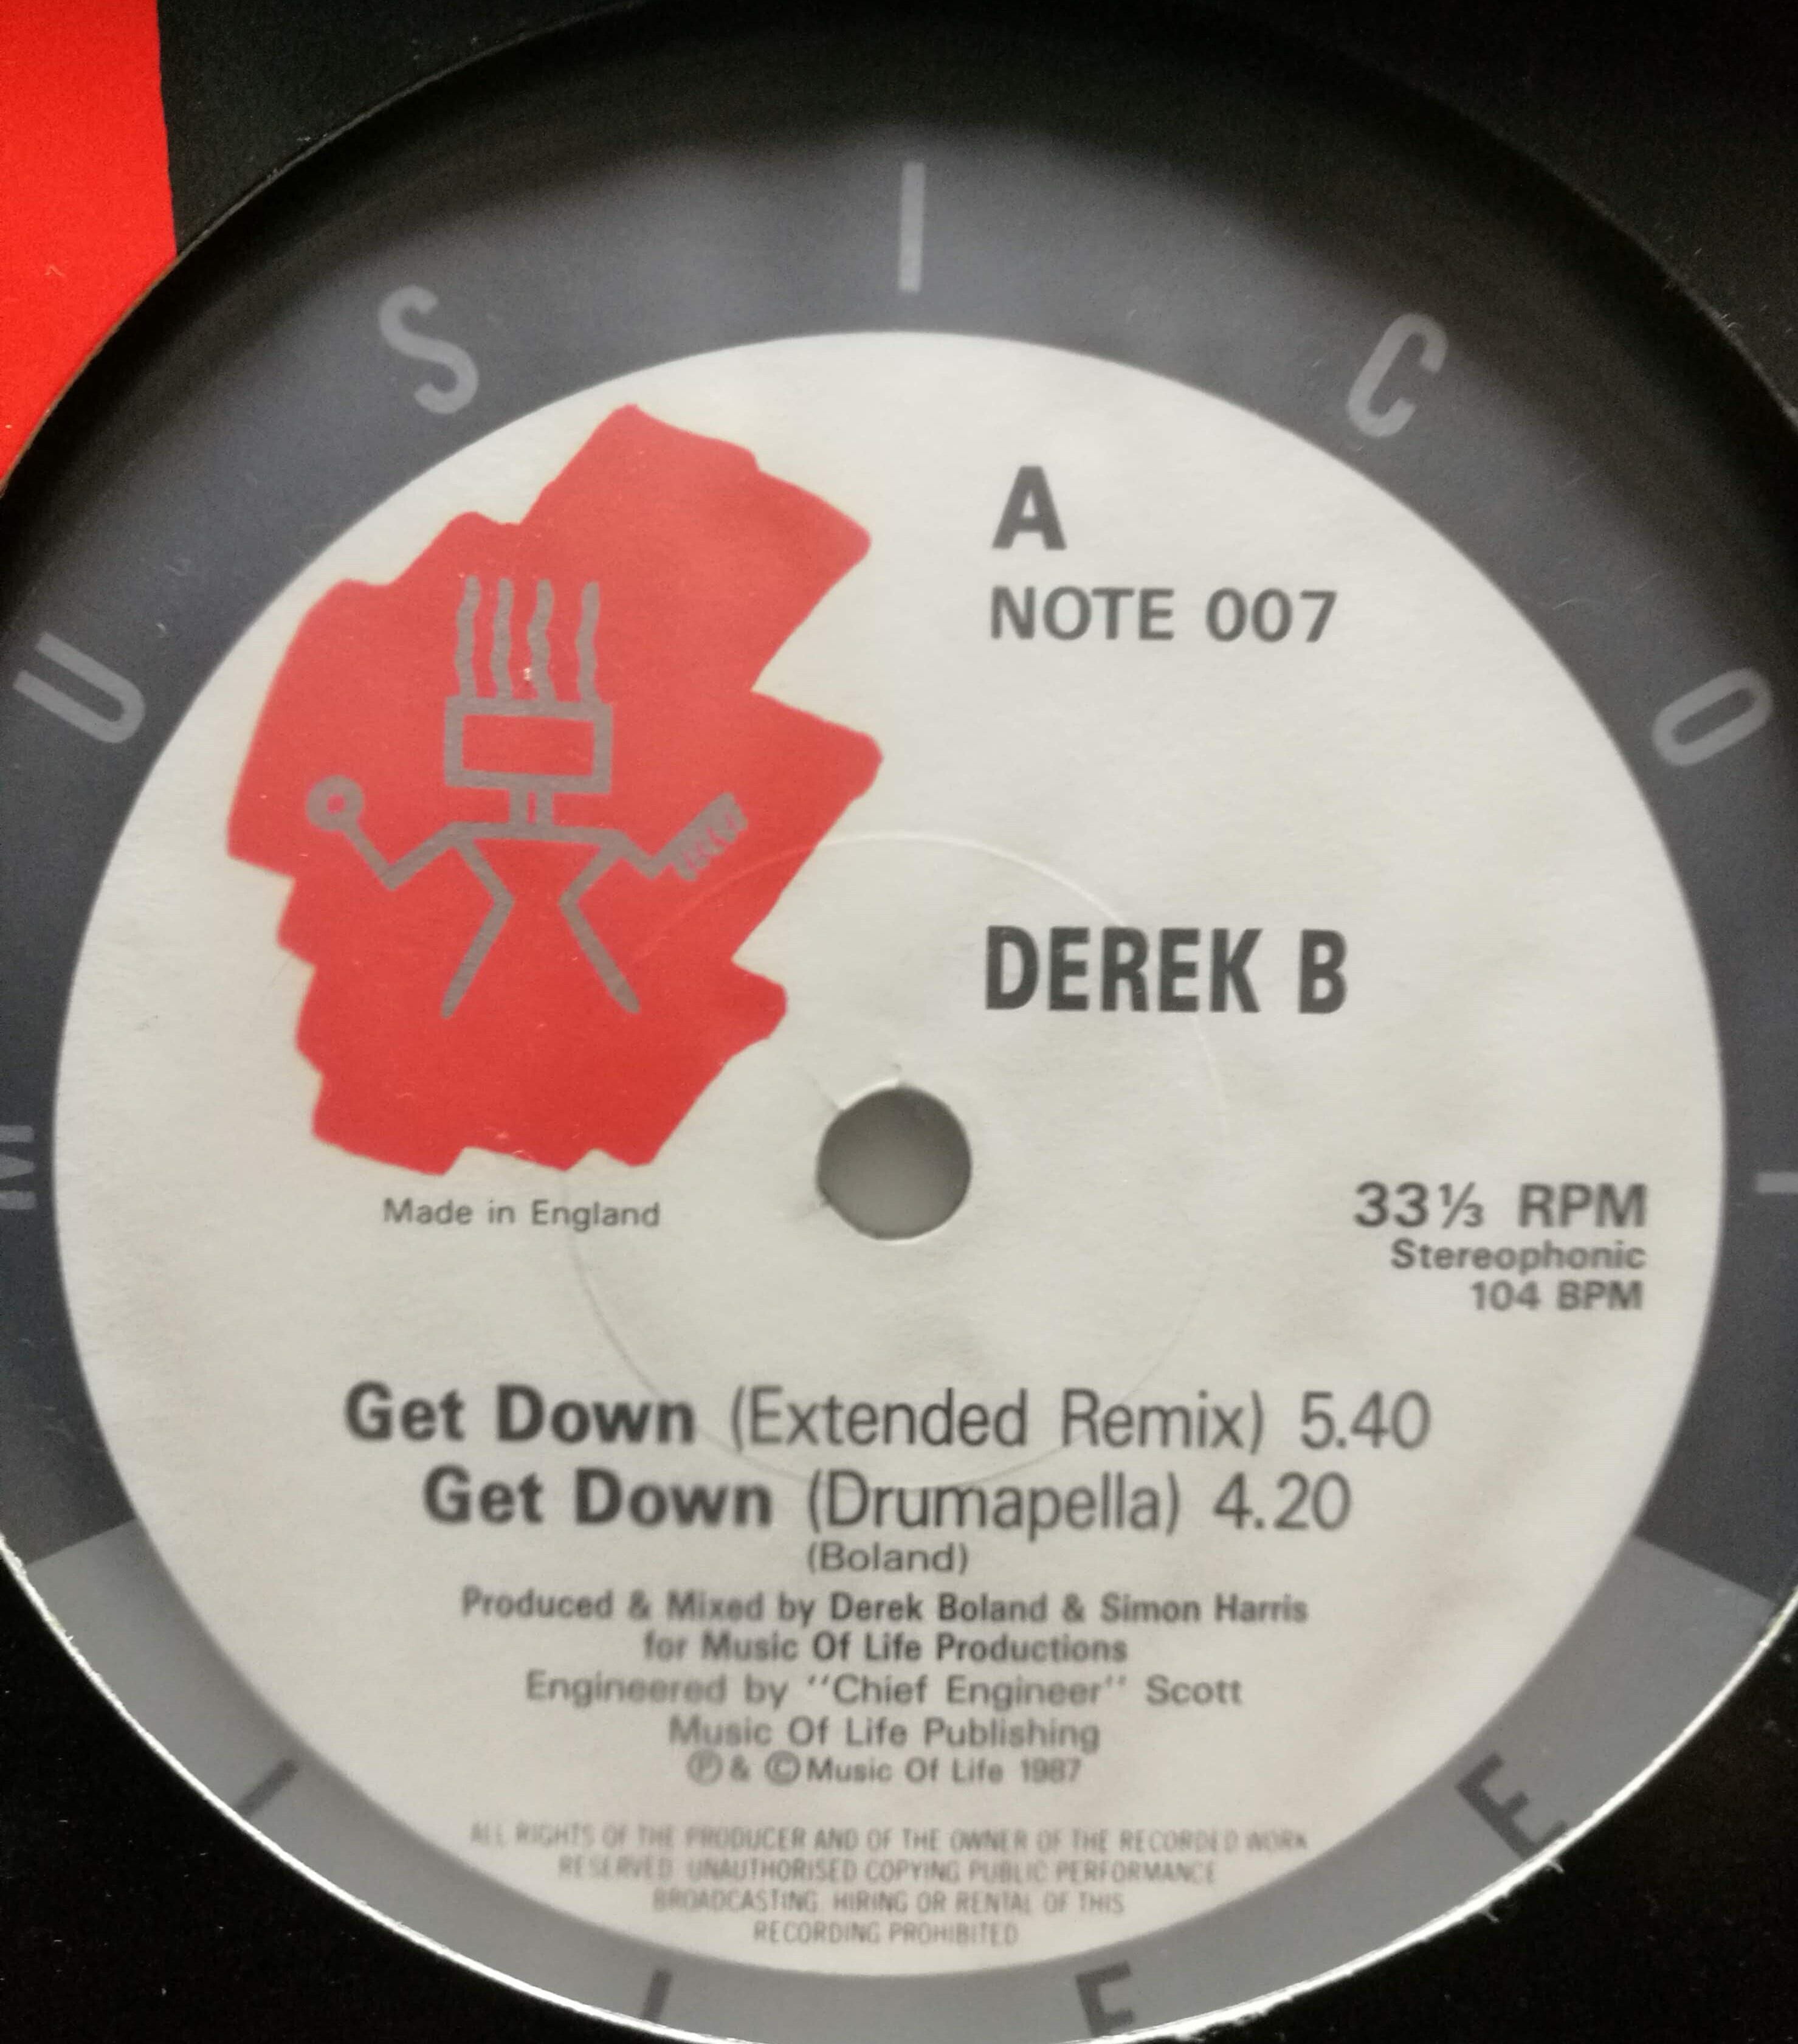 MUSIC OF LIFE
A
NOTE 007
DEREK B
Made in England
33⅓ RPM
Stereophonic
104 BPM
Get Down (Extended Remix) 5.40
Get Down (Drumapella) 4.20
(Boland)
Produced & Mixed by Derek Boland & Simon Harris
for Music Of Life Productions
Engineered by "Chief Engineer" Scott
Music Of Life Publishing
Ⓟ & © Music Of Life 1987
ALL RIGHTS OF THE PRODUCER AND OF THE OWNER OF THE RECORDED WORK
RESERVED UNAUTHORISED COPYING PUBLIC PERFORMANCE
BROADCASTING HIRING OR RENTAL OF THIS
RECORDING PROHIBITED